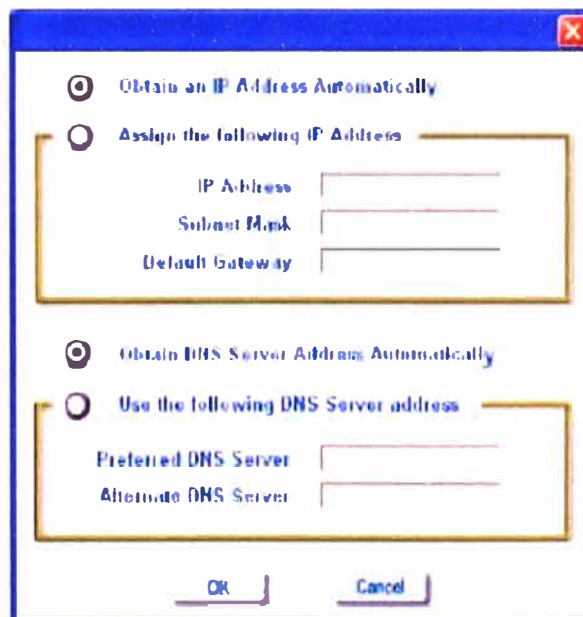 Obtain an IP Address Automatically
Assign the following IP Address
IP Address
Subnet Mask
Default Gateway
Obtain DNS Server Address Automatically
Use the following DNS Server address
Preferred DNS Server
Alternate DNS Server
OK
Cancel